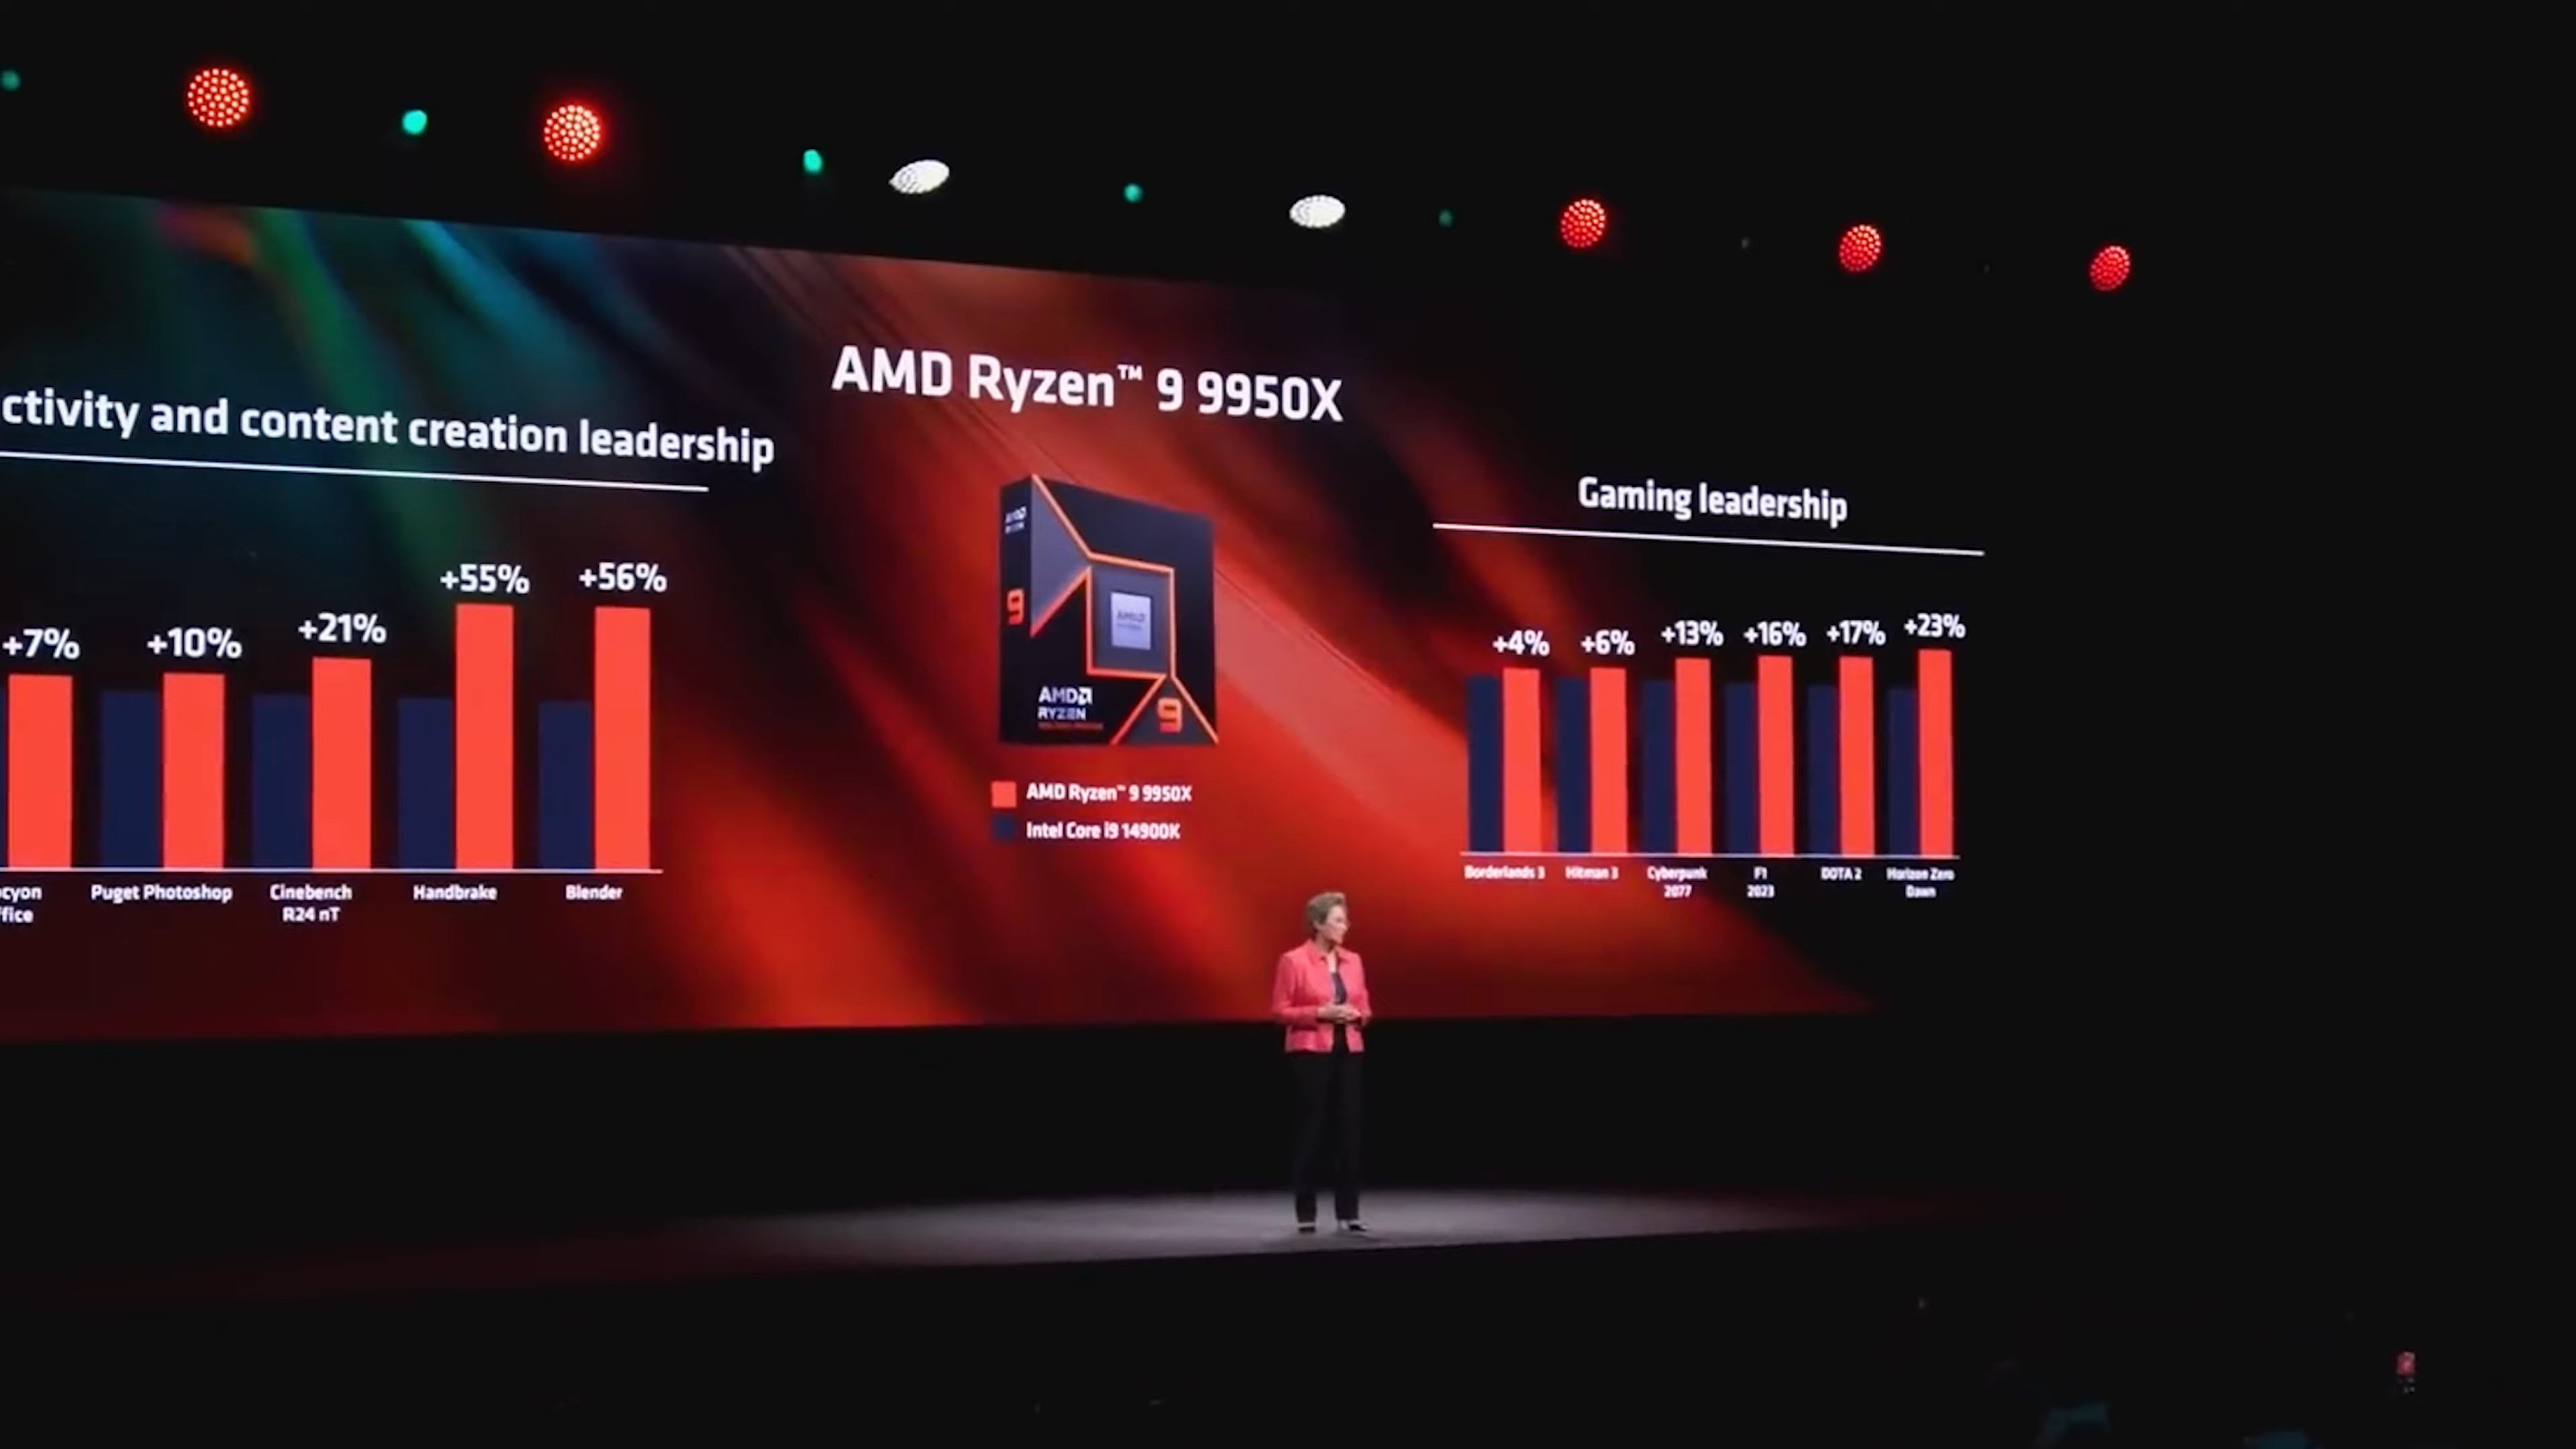 AMD Ryzen™ 9 9950X
ctivity and content creation leadership
+7%
+10%
+21%
+55%
+56%
cyon
ffice
Puget Photoshop
Cinebench
R24 nT
Handbrake
Blender
AMD
9
AMD
AMD
RYZEN
9
AMD Ryzen™ 9 9950X
Intel Core i9 14900K
Gaming leadership
+4%
+6%
+13%
+16%
+17%
+23%
Borderlands 3
Hitman 3
Cyberpunk
2077
F1
2023
DOTA 2
Horizon Zero
Dawn